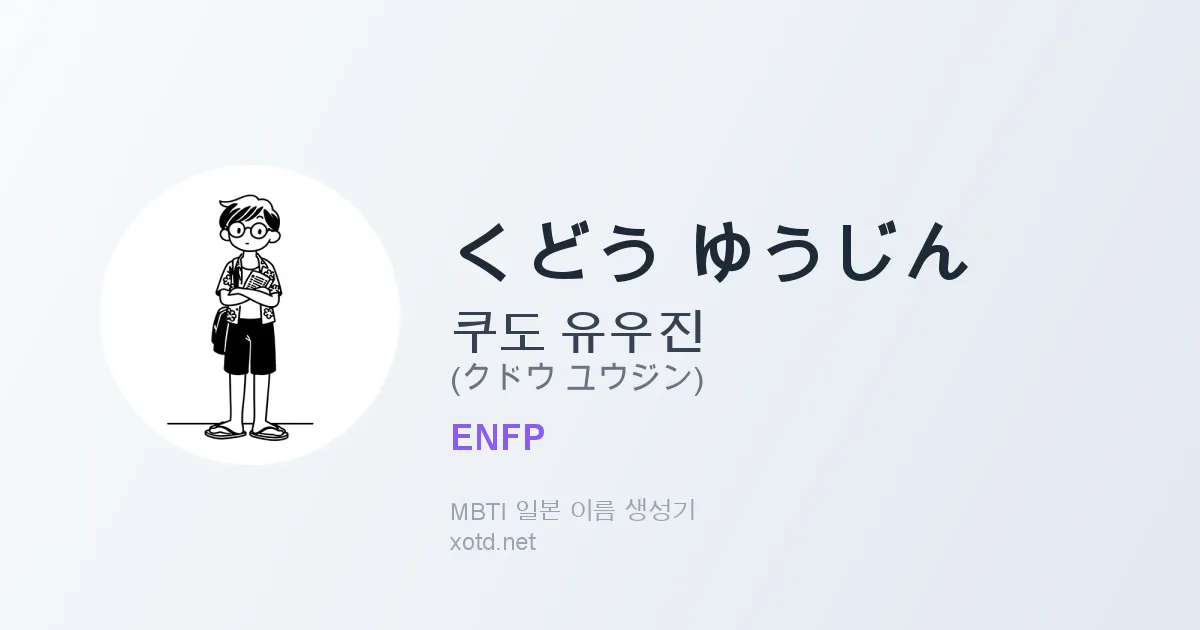 くどう ゆうじん
쿠도 유우진
(クドウ ユウジン)
ENFP
MBTI 일본 이름 생성기
xotd.net